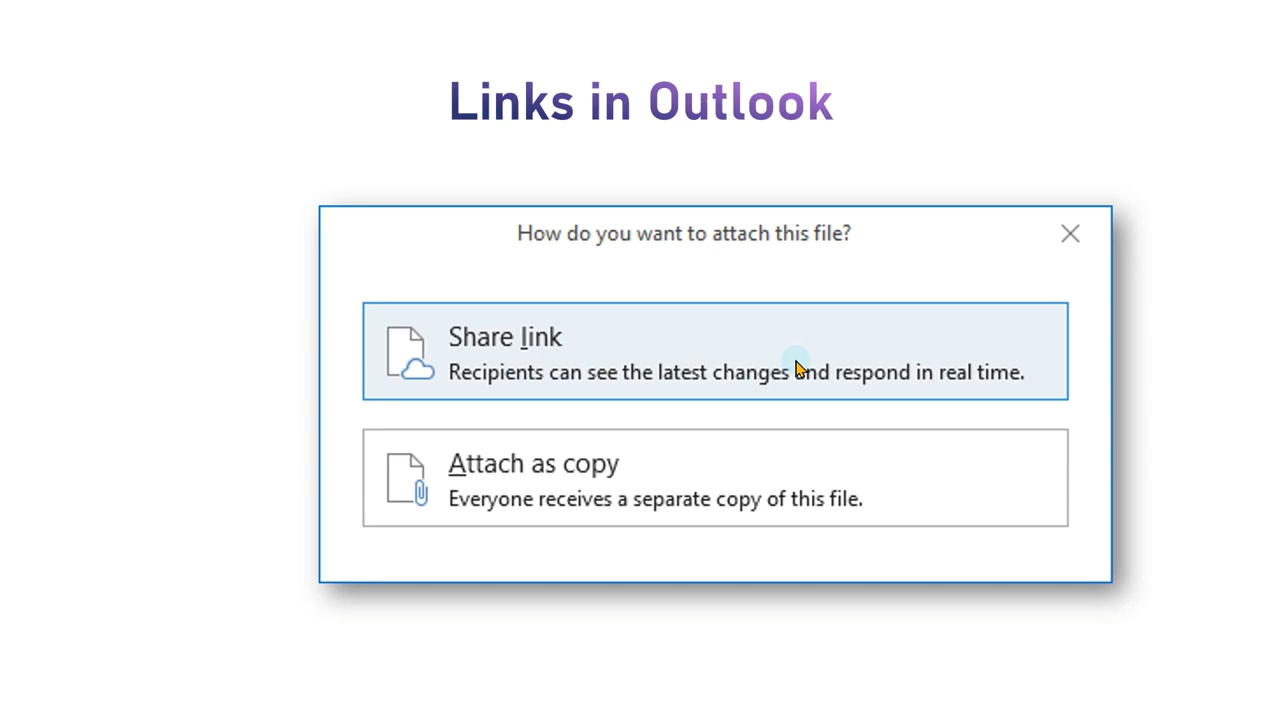 Links in Outlook
How do you want to attach this file?
Share link
Recipients can see the latest changes and respond in real time.
Attach as copy
Everyone receives a separate copy of this file.